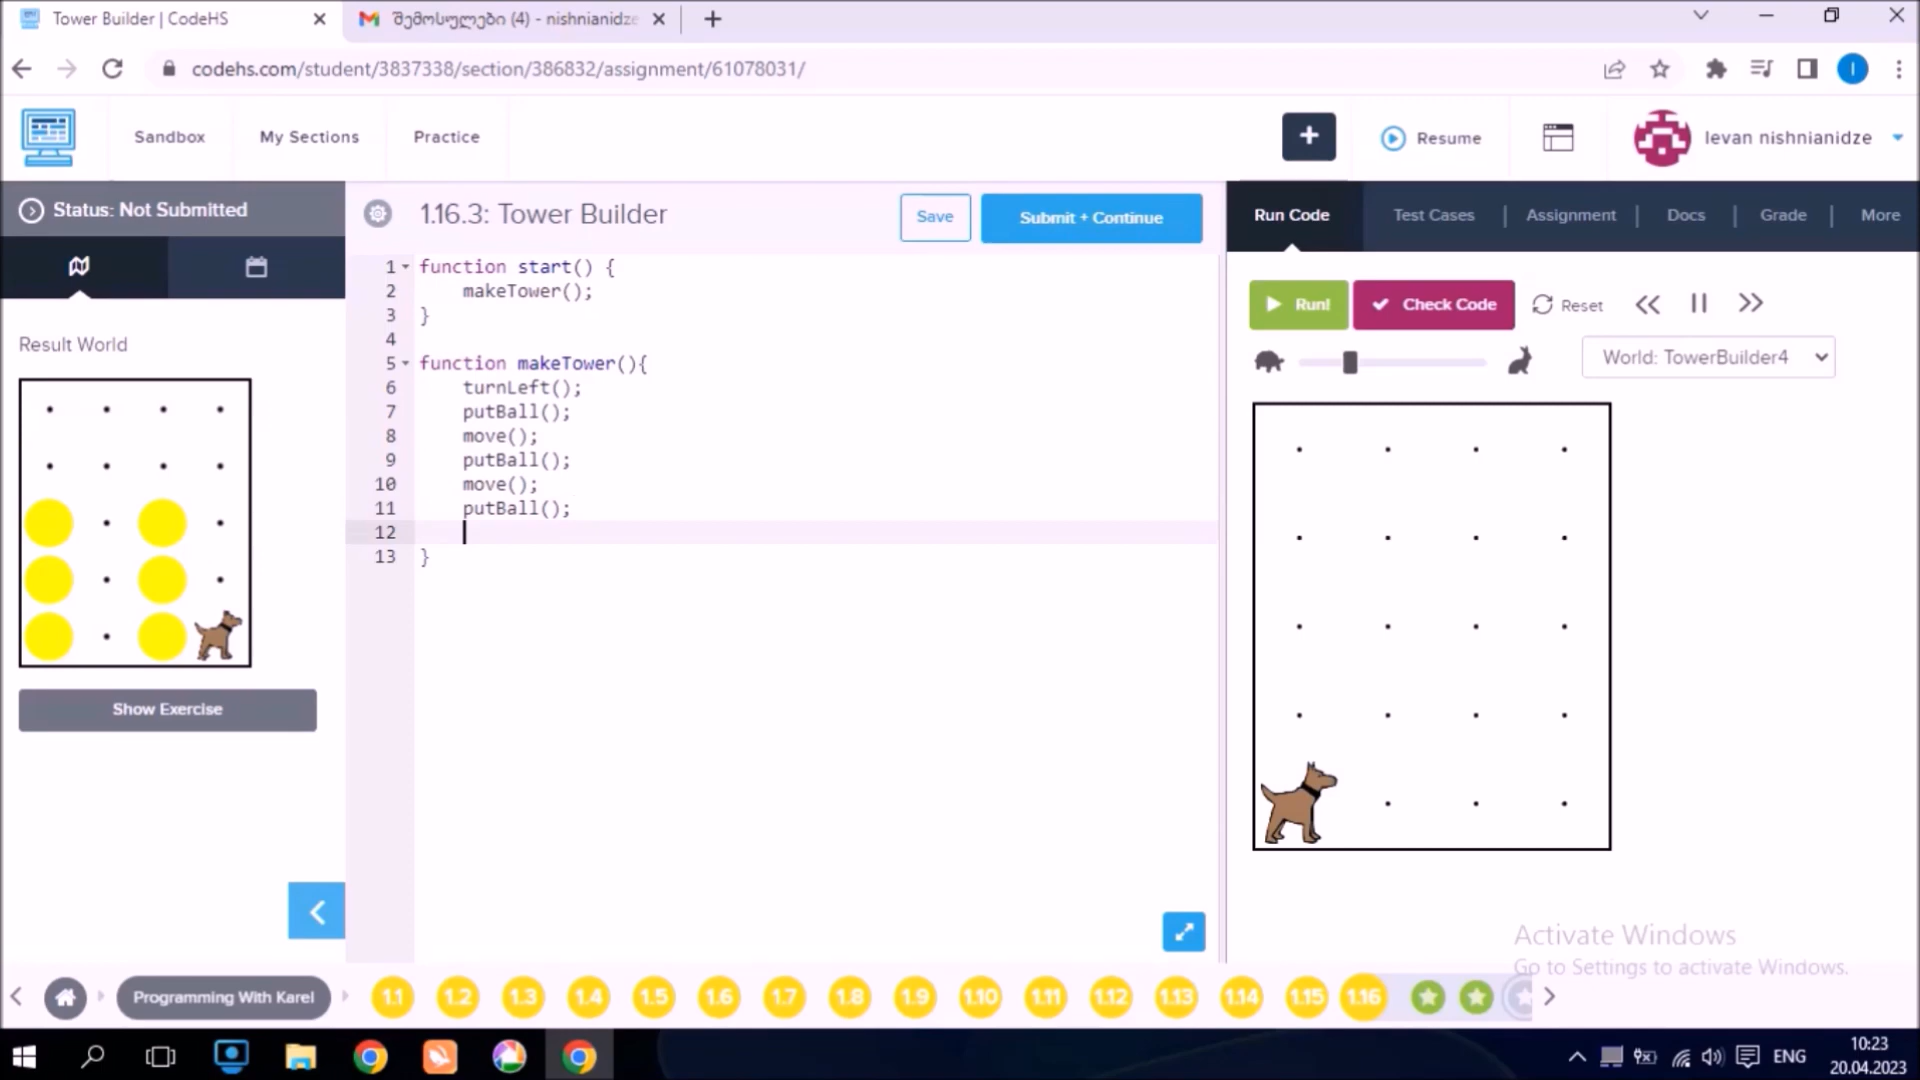 Tower Builder | CodeHS
შემოსულები (4) - nishnianidze
codehs.com/student/3837338/section/386832/assignment/61078031/
I
Sandbox
My Sections
Practice
+
Resume
levan nishnianidze
Status: Not Submitted
1.16.3: Tower Builder
Save
Submit + Continue
Run Code
Test Cases
Assignment
Docs
Grade
More
Result World
Show Exercise
1 function start() {
2 makeTower();
3 }
4
5 function makeTower(){
6 turnLeft();
7 putBall();
8 move();
9 putBall();
10 move();
11 putBall();
12
13 }
Run!
Check Code
Reset
World: TowerBuilder4
Activate Windows
Go to Settings to activate Windows.
Programming With Karel
1.1
1.2
1.3
1.4
1.5
1.6
1.7
1.8
1.9
1.10
1.11
1.12
1.13
1.14
1.15
1.16
ENG
10:23
20.04.2023